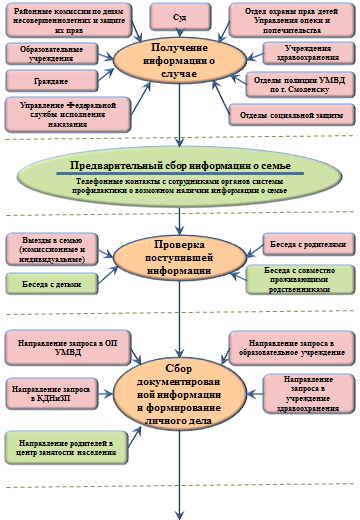 Районные комиссии по делам
несовершеннолетних и защите
их прав
Суд
Отдел охраны прав детей
Управления опеки и
попечительства
Образовательные
учреждения
Получение
информации о
случае
Учреждения
здравоохранения
Граждане
Отделы полиции УМВД
по г. Смоленску
Управление Федеральной
службы исполнения
наказания
Отделы социальной защиты
Предварительный сбор информации о семье
Телефонные контакты с сотрудниками органов системы
профилактики о возможном наличии информации о семье
Выезды в семью
(комиссионные и
индивидуальные)
Проверка
поступившей
информации
Беседа с родителями
Беседа с детьми
Беседа с совместно
проживающими
родственниками
Направление запроса в ОП
УМВД
Направление запроса в
образовательное учреждение
Сбор
документирован
ной информации
и формирование
личного дела
Направление запроса
в КДНиЗП
Направление
запроса в
учреждение
здравоохранения
Направление родителей в
центр занятости населения